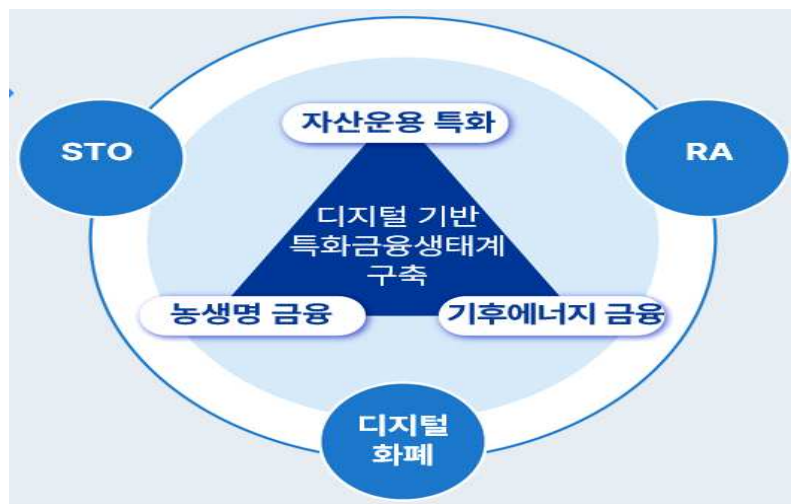 자산운용 특화
STO
RA
디지털 기반
특화금융생태계
구축
농생명 금융
기후에너지 금융
디지털
화폐